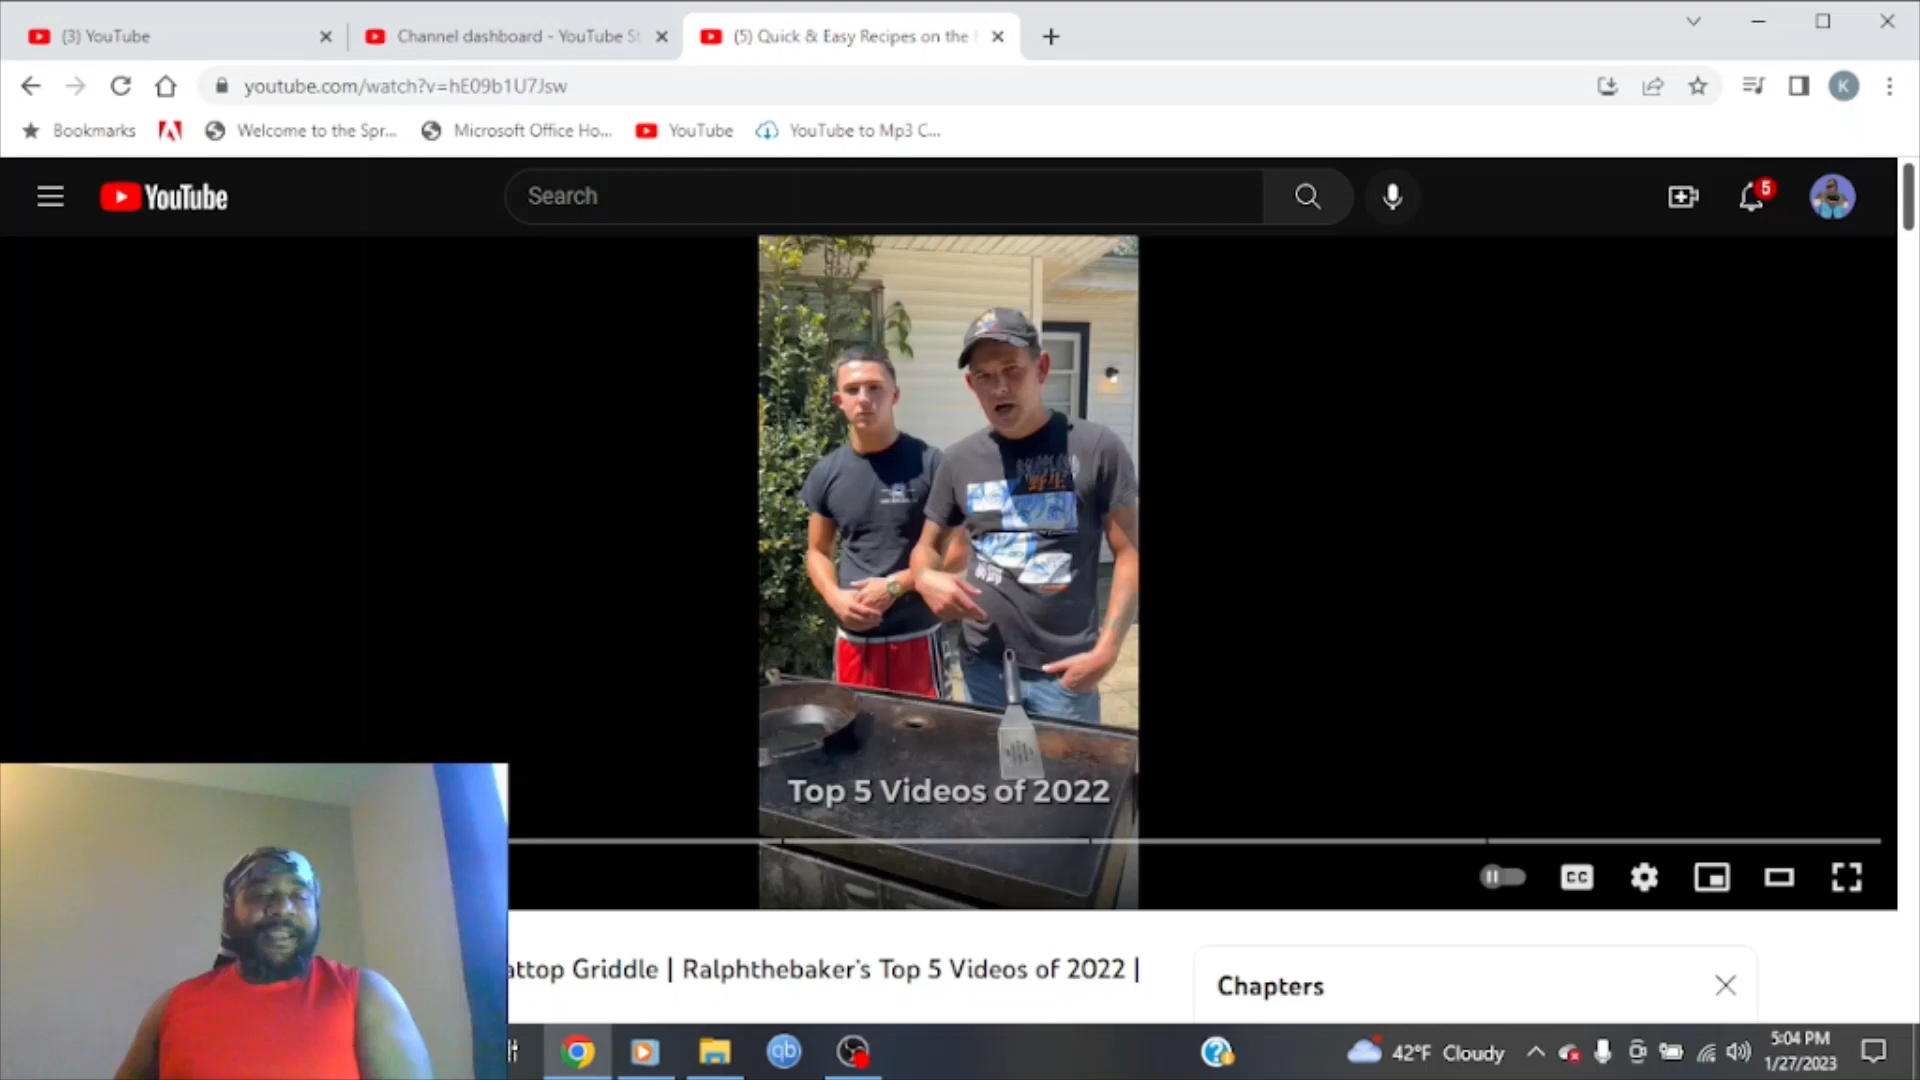 (3) YouTube
Channel dashboard - YouTube St
(5) Quick & Easy Recipes on the
youtube.com/watch?v=hE09b1U7Jsw
K
Bookmarks
Welcome to the Spr...
Microsoft Office Ho...
YouTube
YouTube to Mp3 C...
YouTube
Search
5
Top 5 Videos of 2022
CC
attop Griddle | Ralphthebaker's Top 5 Videos of 2022 |
Chapters
qb
42°F Cloudy
5:04 PM
1/27/2023